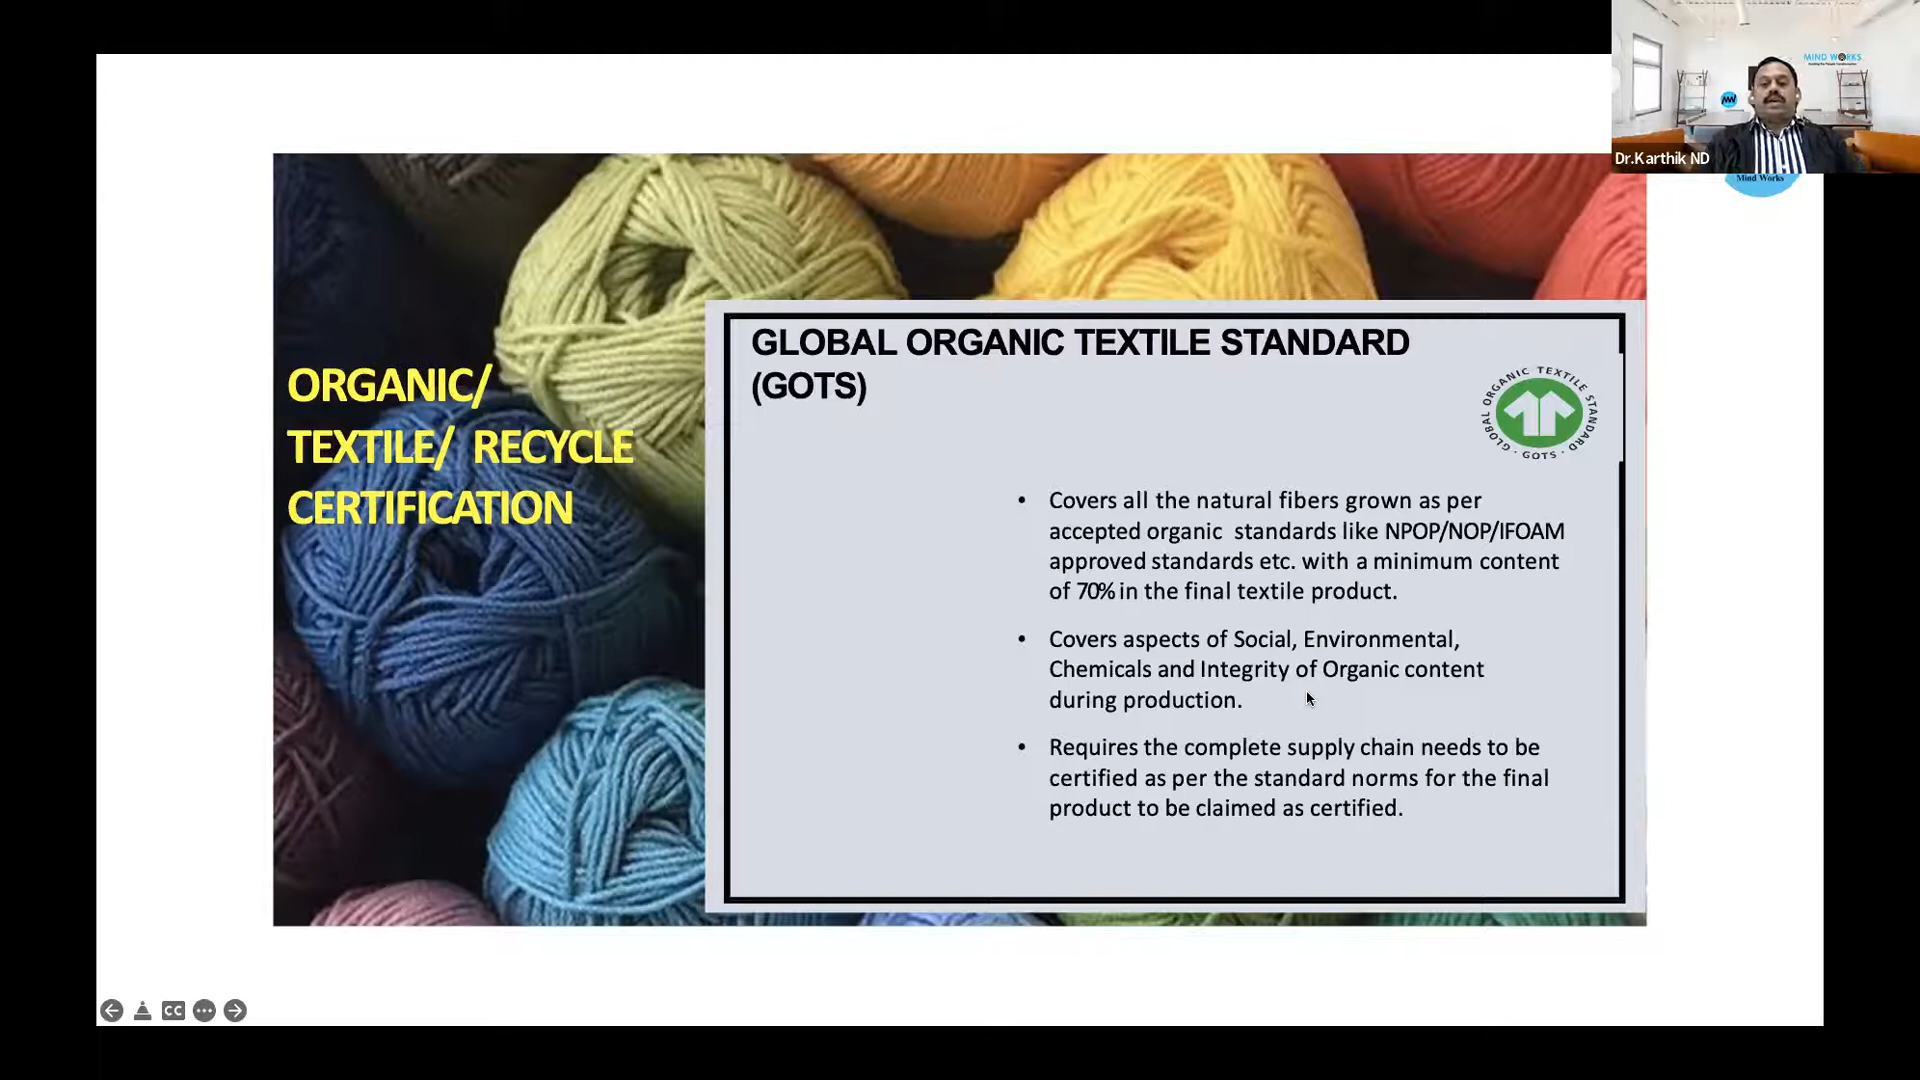 MIND WORKS
MW
Dr.Karthik ND
Mind Works
ORGANIC/
TEXTILE/ RECYCLE
CERTIFICATION
GLOBAL ORGANIC TEXTILE STANDARD
(GOTS)
GLOBAL ORGANIC TEXTILE STANDARD
· GOTS ·
• Covers all the natural fibers grown as per
accepted organic standards like NPOP/NOP/IFOAM
approved standards etc. with a minimum content
of 70% in the final textile product.
• Covers aspects of Social, Environmental,
Chemicals and Integrity of Organic content
during production.
• Requires the complete supply chain needs to be
certified as per the standard norms for the final
product to be claimed as certified.
CC